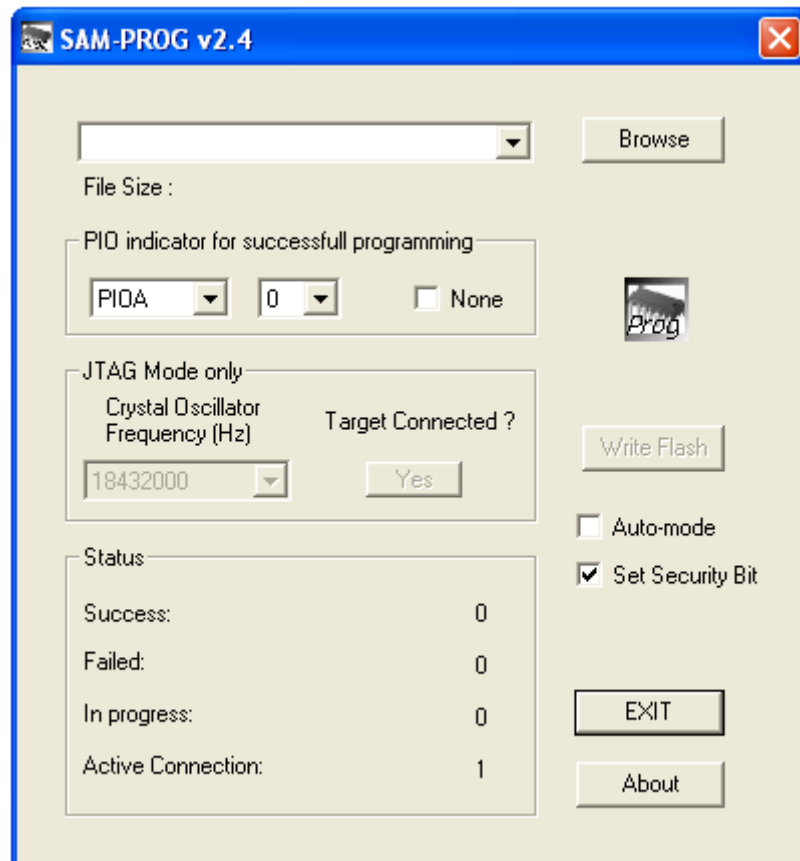 SAM-PROG v2.4
Browse
File Size :
PIO indicator for successfull programming
PIOA 0 None
Prog
JTAG Mode only
Crystal Oscillator
Frequency (Hz)
Target Connected ?
18432000 Yes
Write Flash
Auto-mode
Set Security Bit
Status
Success: 0
Failed: 0
In progress: 0
Active Connection: 1
EXIT
About